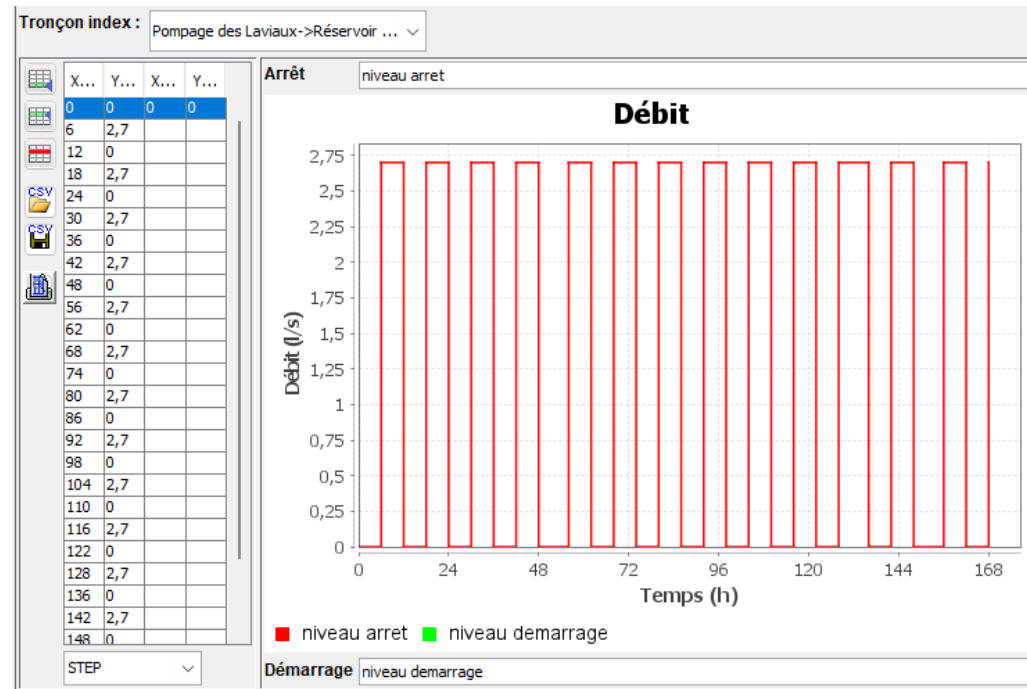 Tronçon index : Pompage des Laviaux->Réservoir ...
X... Y... X... Y...
0 0 0 0
6 2,7
12 0
18 2,7
24 0
30 2,7
36 0
42 2,7
48 0
56 2,7
62 0
68 2,7
74 0
80 2,7
86 0
92 2,7
98 0
104 2,7
110 0
116 2,7
122 0
128 2,7
136 0
142 2,7
148 0
CSV
CSV
STEP
Arrêt niveau arret
Débit
2,75
2,5
2,25
2
1,75
1,5
1,25
1
0,75
0,5
0,25
0
Débit (l/s)
0 24 48 72 96 120 144 168
Temps (h)
niveau arret niveau demarrage
Démarrage niveau demarrage